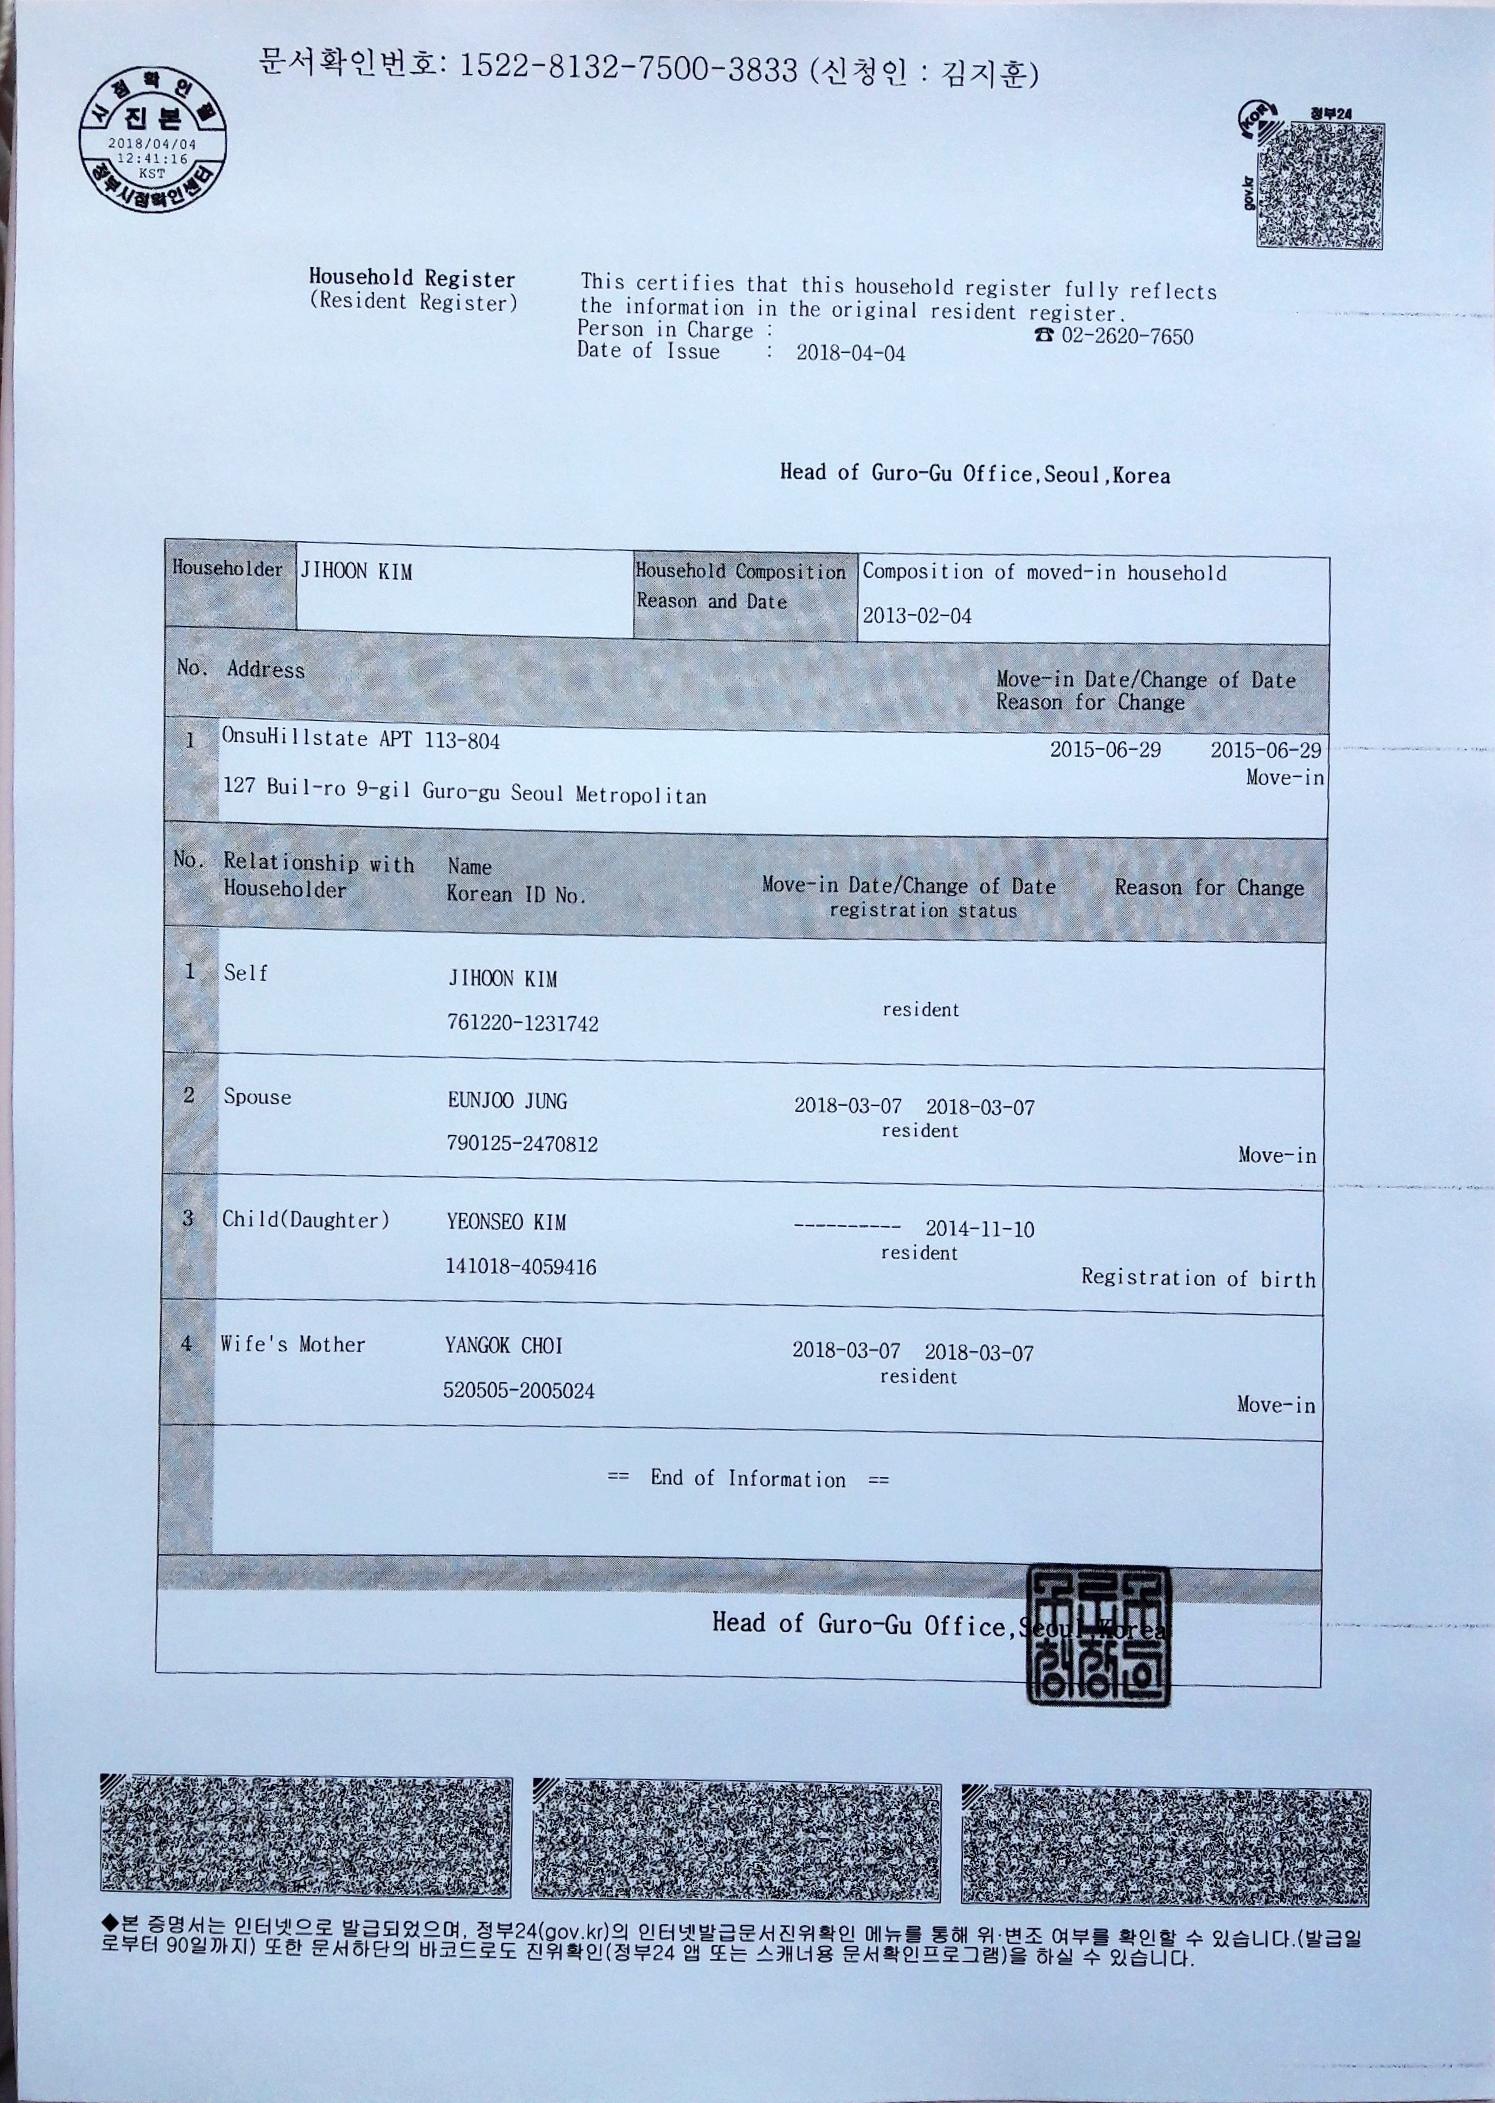 문서확인번호: 1522-8132-7500-3833 (신청인 : 김지훈)
시점확인필
진본
2018/04/04
12:41:16
KST
정부시점확인센터
KOR
정부24
gov.kr
Household Register
(Resident Register)
This certifies that this household register fully reflects
the information in the original resident register.
Person in Charge :
☎ 02-2620-7650
Date of Issue : 2018-04-04
Head of Guro-Gu Office,Seoul,Korea
Householder JIHOON KIM
Household Composition
Reason and Date
Composition of moved-in household
2013-02-04
No. Address
Move-in Date/Change of Date
Reason for Change
1 OnsuHillstate APT 113-804
127 Buil-ro 9-gil Guro-gu Seoul Metropolitan
2015-06-29 2015-06-29
Move-in
No. Relationship with
Householder
Name
Korean ID No.
Move-in Date/Change of Date
registration status
Reason for Change
1 Self JIHOON KIM
761220-1231742
resident
2 Spouse EUNJOO JUNG
790125-2470812
2018-03-07 2018-03-07
resident
Move-in
3 Child(Daughter) YEONSEO KIM
141018-4059416
---------- 2014-11-10
resident
Registration of birth
4 Wife's Mother YANGOK CHOI
520505-2005024
2018-03-07 2018-03-07
resident
Move-in
== End of Information ==
Head of Guro-Gu Office,Seoul,Korea
◆본 증명서는 인터넷으로 발급되었으며, 정부24(gov.kr)의 인터넷발급문서진위확인 메뉴를 통해 위·변조 여부를 확인할 수 있습니다.(발급일
로부터 90일까지) 또한 문서하단의 바코드로도 진위확인(정부24 앱 또는 스캐너용 문서확인프로그램)을 하실 수 있습니다.